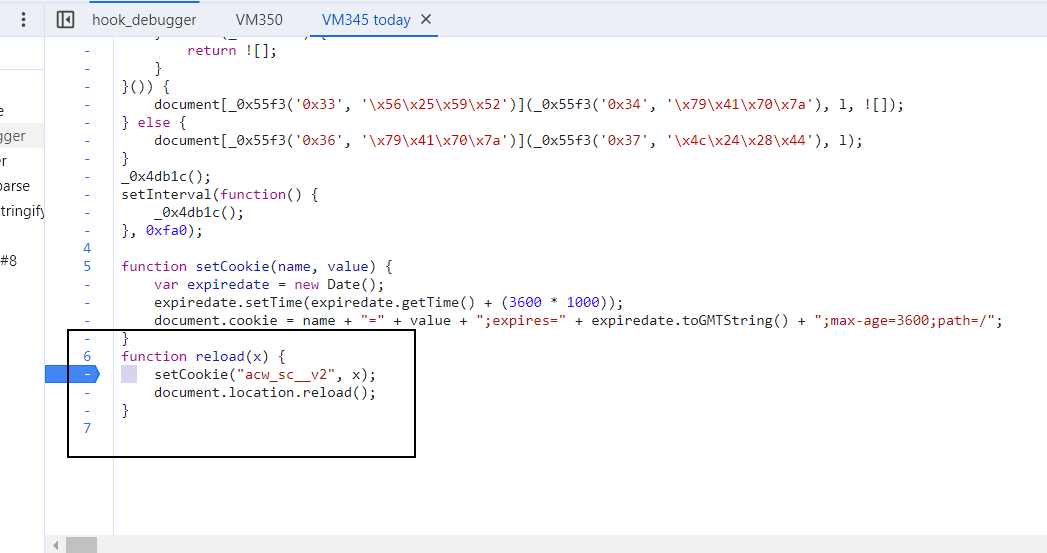 hook_debugger VM350 VM345 today
- return ![];
- }
- }()) {
- document[_0x55f3('0x33', '\x56\x25\x59\x52')](_0x55f3('0x34', '\x79\x41\x70\x7a'), l, ![]);
- } else {
- document[_0x55f3('0x36', '\x79\x41\x70\x7a')](_0x55f3('0x37', '\x4c\x24\x28\x44'), l);
- }
- _0x4db1c();
- setInterval(function() {
- _0x4db1c();
- }, 0xfa0);
4
5 function setCookie(name, value) {
- var expiredate = new Date();
- expiredate.setTime(expiredate.getTime() + (3600 * 1000));
- document.cookie = name + "=" + value + ";expires=" + expiredate.toGMTString() + ";max-age=3600;path=/";
- }
6 function reload(x) {
- setCookie("acw_sc__v2", x);
- document.location.reload();
- }
7
e
gger
er
parse
tringify
#8